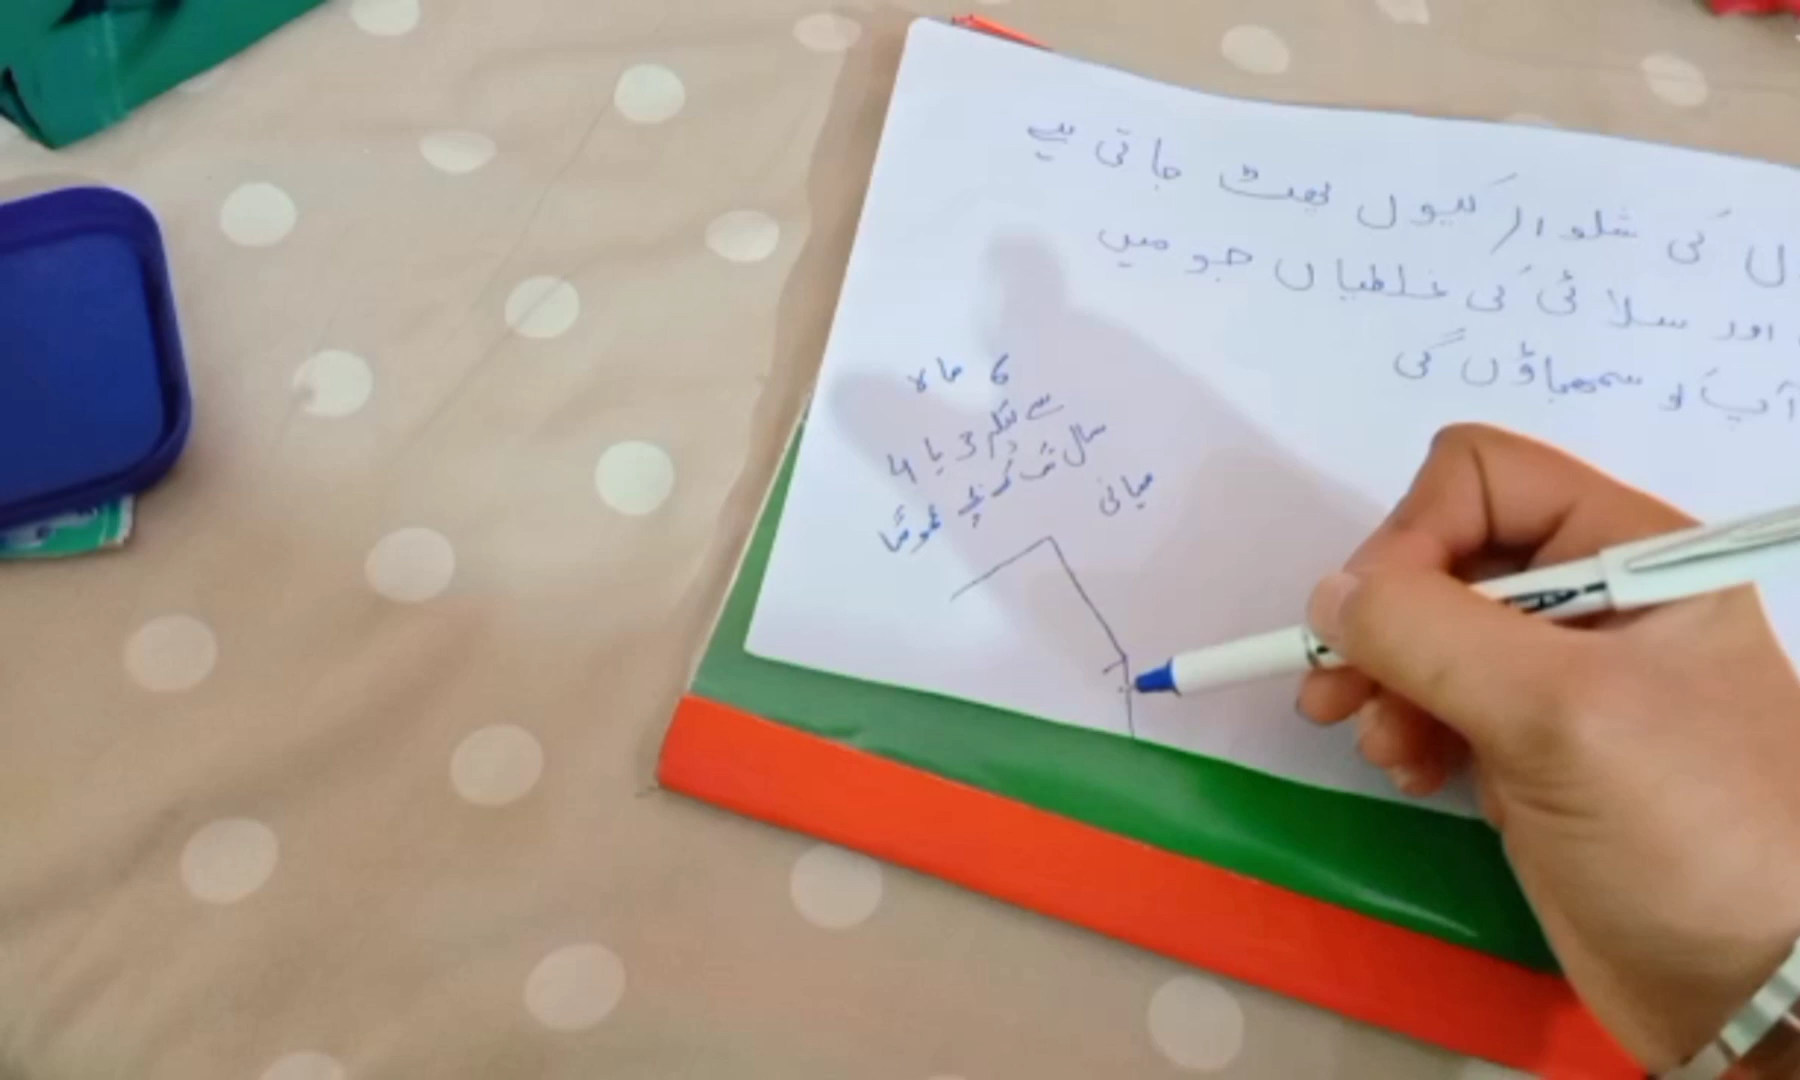 کی شلوار کیوں پھٹ جاتی ہے
اور سلائی کی غلطیاں جو میں
آپ کو سمجھاؤں گی
6 ماہ
سے لیکر 3 یا 4
سال تک کے بچے عموماً
میانی